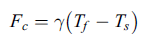 F_c = γ(T_f − T_s)